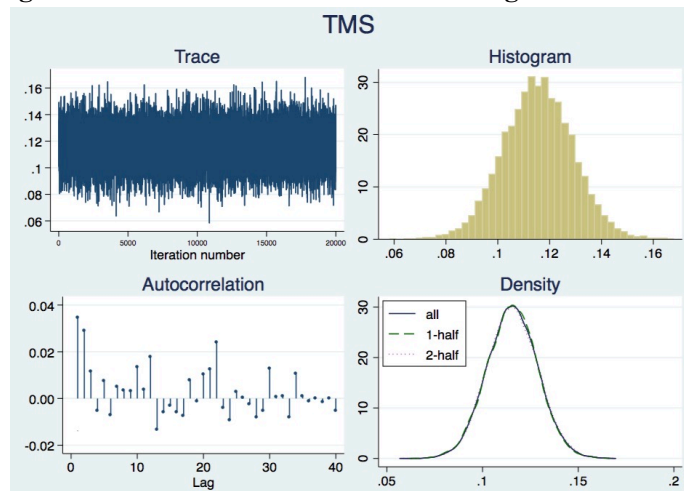 TMS
Trace
.16
.14
.12
.1
.08
.06
0 5000 10000 15000 20000
Iteration number
Histogram
30
20
10
0
.06 .08 .1 .12 .14 .16
Autocorrelation
0.04
0.02
0.00
-0.02
0 10 20 30 40
Lag
Density
all
1-half
2-half
30
20
10
0
.05 .1 .15 .2